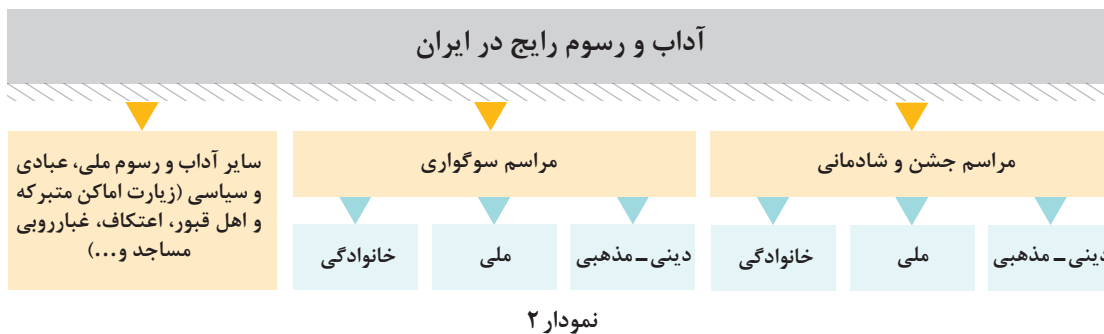 آداب و رسوم رایج در ایران
مراسم جشن و شادمانی
دینی ـ مذهبی
ملی
خانوادگی
مراسم سوگواری
دینی ـ مذهبی
ملی
خانوادگی
سایر آداب و رسوم ملی، عبادی
و سیاسی (زیارت اماکن متبرکه
و اهل قبور، اعتکاف، غبارروبی
مساجد و...)
نمودار ۲